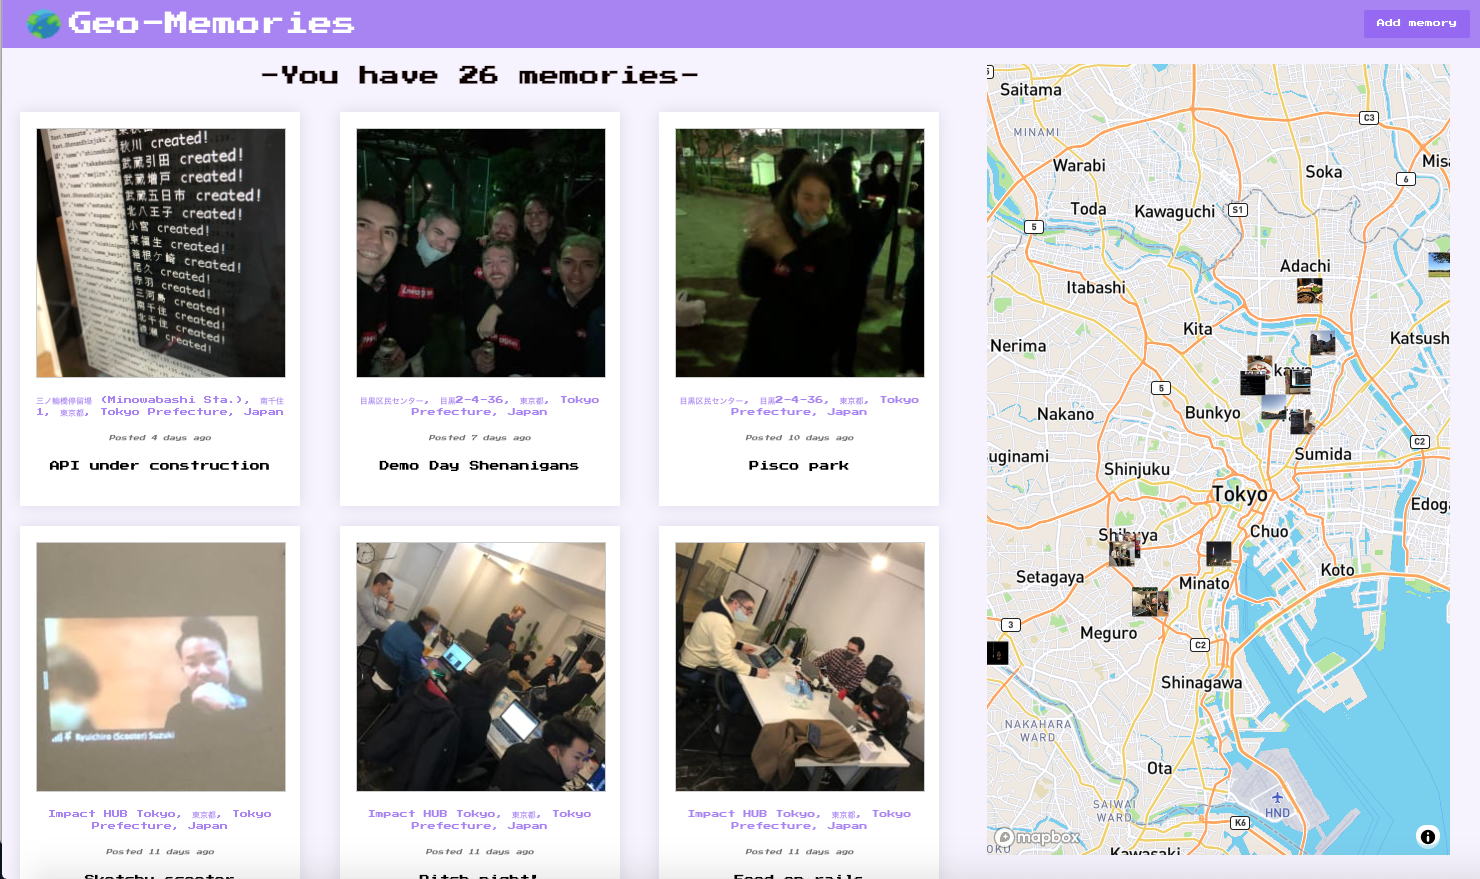 Geo-Memories
Add memory
-You have 26 memories-
秋川 created!
武蔵引田 created!
武蔵増戸 created!
武蔵五日市 created!
北八王子 created!
小宮 created!
東福生 created!
箱根ケ崎 created!
尾久 created!
赤羽 created!
三河島 created!
南千住 created!
北千住 created!
綾瀬 created!
三ノ輪橋停留場 (Minowabashi Sta.), 南千住
1, 東京都, Tokyo Prefecture, Japan
Posted 4 days ago
API under construction
目黒区民センター, 目黒2-4-36, 東京都, Tokyo
Prefecture, Japan
Posted 7 days ago
Demo Day Shenanigans
目黒区民センター, 目黒2-4-36, 東京都, Tokyo
Prefecture, Japan
Posted 10 days ago
Pisco park
Ryuichiro (Scooter) Suzuki
Impact HUB Tokyo, 東京都, Tokyo
Prefecture, Japan
Posted 11 days ago
Sketchy scooter
Impact HUB Tokyo, 東京都, Tokyo
Prefecture, Japan
Posted 11 days ago
Pitch night!
Impact HUB Tokyo, 東京都, Tokyo
Prefecture, Japan
Posted 11 days ago
Food on rails
Saitama
MINAMI
C3
Warabi
Soka
Misa
6
Toda
Kawaguchi
S1
5
Adachi
Itabashi
Kita
Katsush
Nerima
kawa
5
Nakano
Bunkyo
C2
uginami
Sumida
Shinjuku
Tokyo
Edoga
Shibuya
Chuo
Setagaya
Minato
Koto
3
Meguro
C2
Shinagawa
NAKAHARA
WARD
Ota
SAIWAI
WARD
HND
K6
mapbox
OKU
Kawasaki